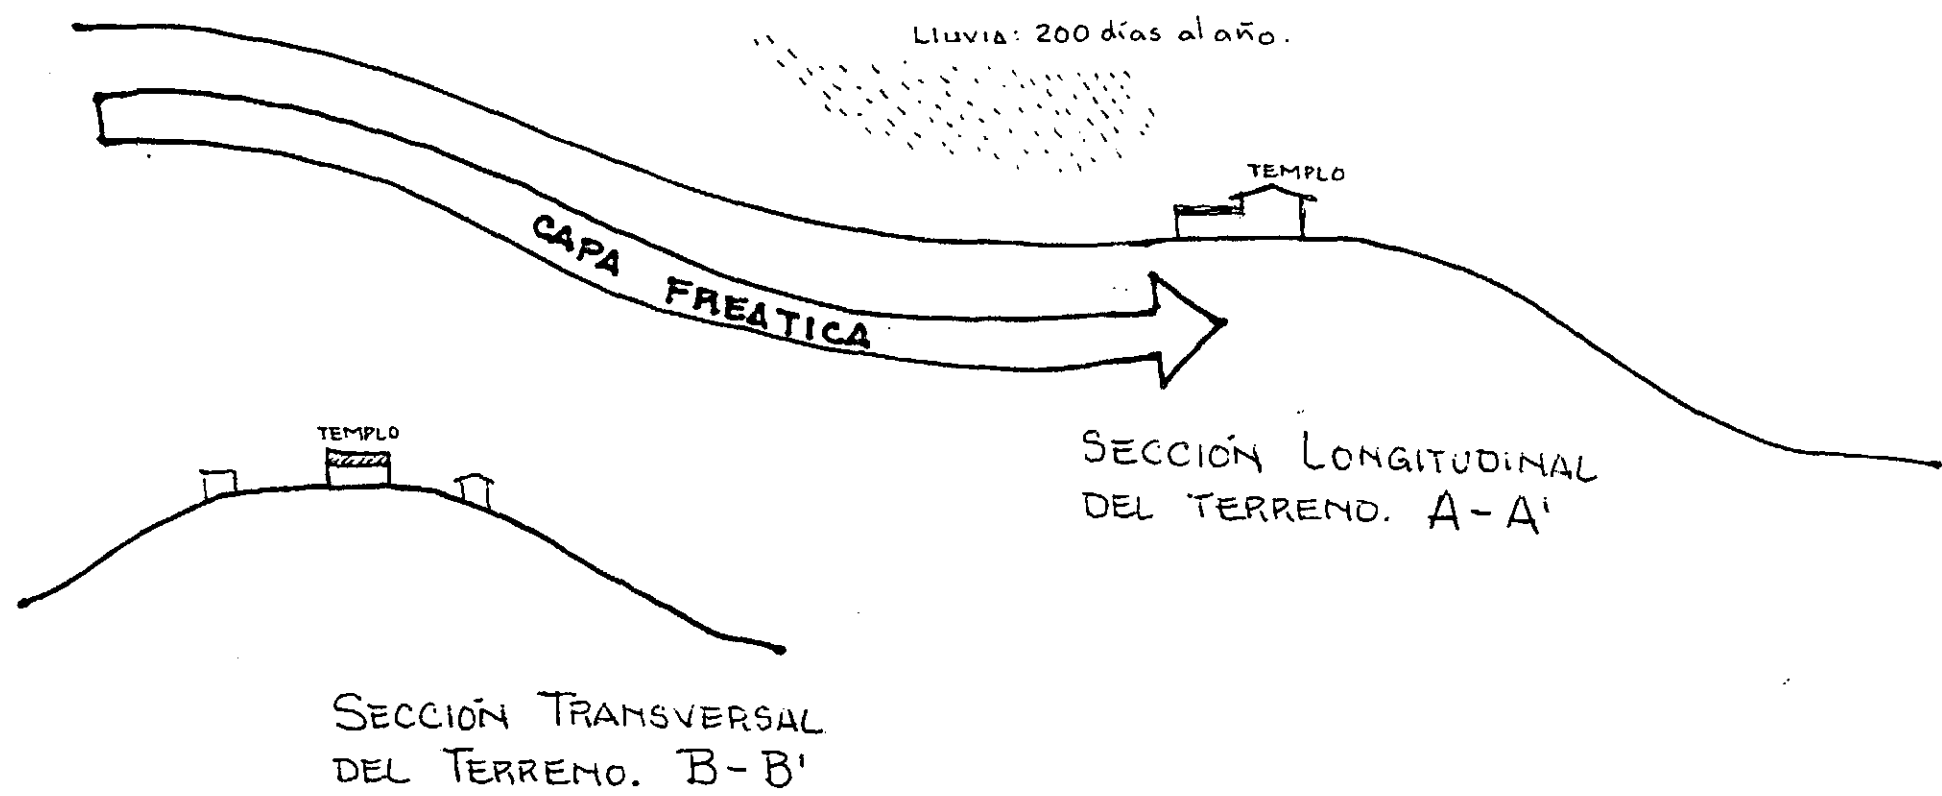 Lluvia: 200 días al año.
TEMPLO
CAPA FREATICA
SECCIÓN LONGITUDINAL
DEL TERRENO. A-A'
TEMPLO
SECCIÓN TRANSVERSAL
DEL TERRENO. B-B'